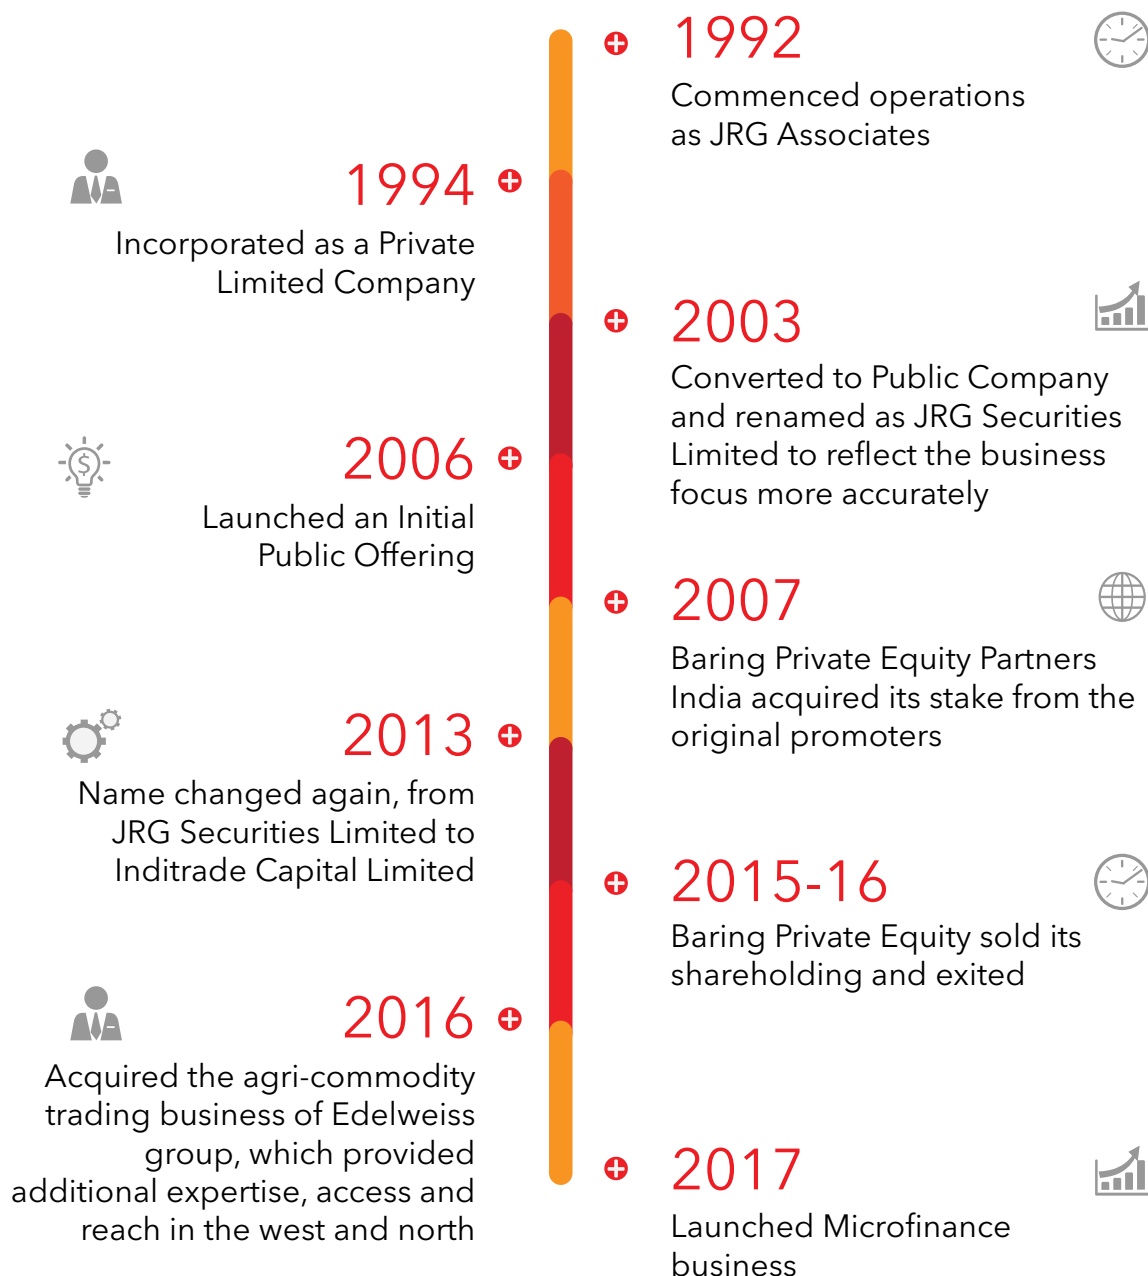 1992
Commenced operations
as JRG Associates
1994
Incorporated as a Private
Limited Company
2003
Converted to Public Company
and renamed as JRG Securities
Limited to reflect the business
focus more accurately
2006
Launched an Initial
Public Offering
2007
Baring Private Equity Partners
India acquired its stake from the
original promoters
2013
Name changed again, from
JRG Securities Limited to
Inditrade Capital Limited
2015-16
Baring Private Equity sold its
shareholding and exited
2016
Acquired the agri-commodity
trading business of Edelweiss
group, which provided
additional expertise, access and
reach in the west and north
2017
Launched Microfinance
business